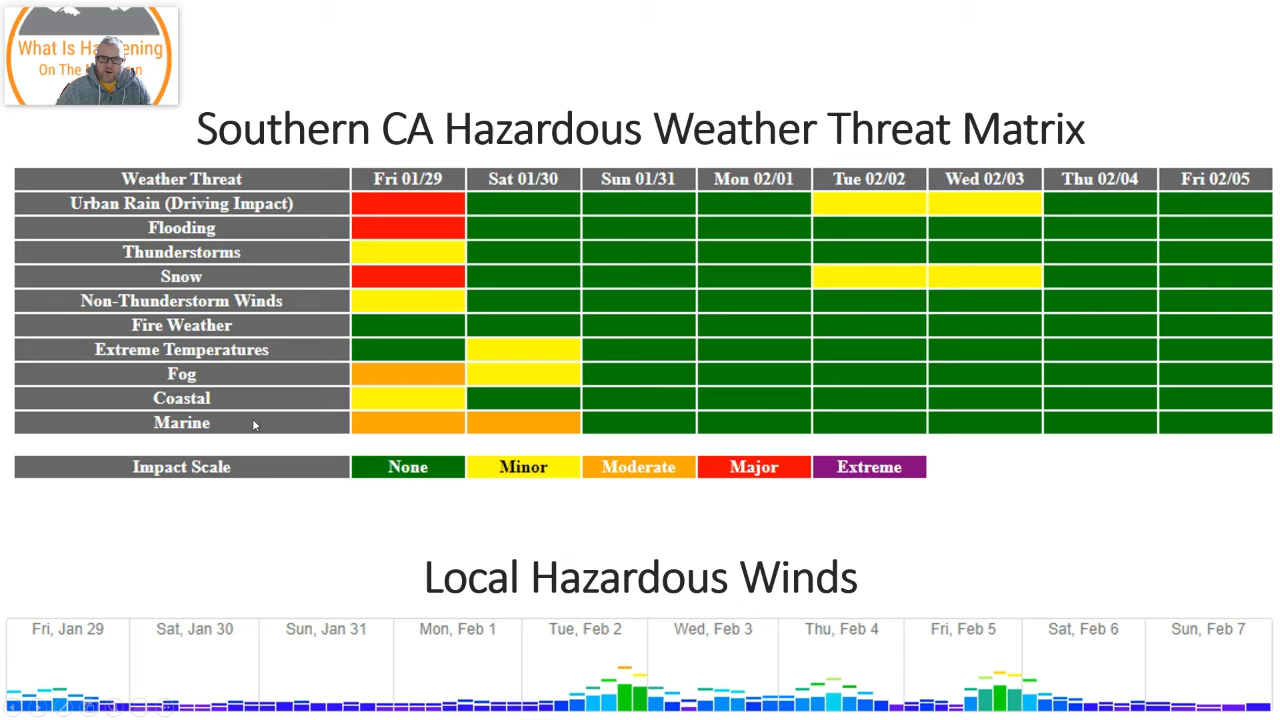 What Is Ha ening
On The M n
Southern CA Hazardous Weather Threat Matrix
Weather Threat Fri 01/29 Sat 01/30 Sun 01/31 Mon 02/01 Tue 02/02 Wed 02/03 Thu 02/04 Fri 02/05
Urban Rain (Driving Impact)
Flooding
Thunderstorms
Snow
Non-Thunderstorm Winds
Fire Weather
Extreme Temperatures
Fog
Coastal
Marine
Impact Scale None Minor Moderate Major Extreme
Local Hazardous Winds
Fri, Jan 29 Sat, Jan 30 Sun, Jan 31 Mon, Feb 1 Tue, Feb 2 Wed, Feb 3 Thu, Feb 4 Fri, Feb 5 Sat, Feb 6 Sun, Feb 7